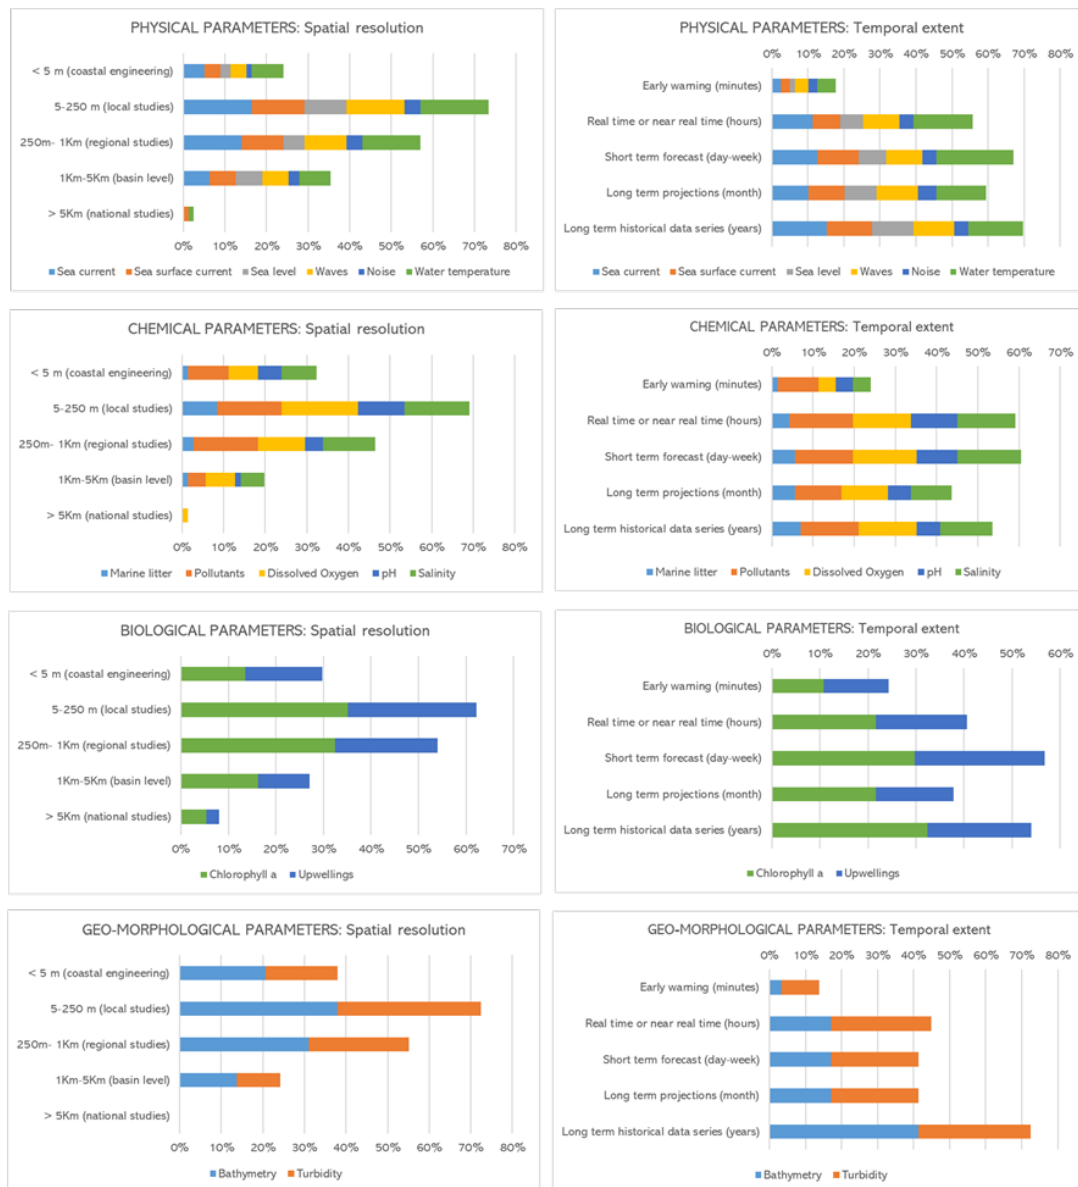 PHYSICAL PARAMETERS: Spatial resolution
< 5 m (coastal engineering)
5-250 m (local studies)
250m- 1Km (regional studies)
1Km-5Km (basin level)
> 5Km (national studies)
0% 10% 20% 30% 40% 50% 60% 70% 80%
Sea current Sea surface current Sea level Waves Noise Water temperature
PHYSICAL PARAMETERS: Temporal extent
0% 10% 20% 30% 40% 50% 60% 70% 80%
Early warning (minutes)
Real time or near real time (hours)
Short term forecast (day-week)
Long term projections (month)
Long term historical data series (years)
Sea current Sea surface current Sea level Waves Noise Water temperature
CHEMICAL PARAMETERS: Spatial resolution
< 5 m (coastal engineering)
5-250 m (local studies)
250m- 1Km (regional studies)
1Km-5Km (basin level)
> 5Km (national studies)
0% 10% 20% 30% 40% 50% 60% 70% 80%
Marine litter Pollutants Dissolved Oxygen pH Salinity
CHEMICAL PARAMETERS: Temporal extent
0% 10% 20% 30% 40% 50% 60% 70%
Early warning (minutes)
Real time or near real time (hours)
Short term forecast (day-week)
Long term projections (month)
Long term historical data series (years)
Marine litter Pollutants Dissolved Oxygen pH Salinity
BIOLOGICAL PARAMETERS: Spatial resolution
< 5 m (coastal engineering)
5-250 m (local studies)
250m- 1Km (regional studies)
1Km-5Km (basin level)
> 5Km (national studies)
0% 10% 20% 30% 40% 50% 60% 70%
Chlorophyll a Upwellings
BIOLOGICAL PARAMETERS: Temporal extent
0% 10% 20% 30% 40% 50% 60%
Early warning (minutes)
Real time or near real time (hours)
Short term forecast (day-week)
Long term projections (month)
Long term historical data series (years)
Chlorophyll a Upwellings
GEO-MORPHOLOGICAL PARAMETERS: Spatial resolution
< 5 m (coastal engineering)
5-250 m (local studies)
250m- 1Km (regional studies)
1Km-5Km (basin level)
> 5Km (national studies)
0% 10% 20% 30% 40% 50% 60% 70% 80%
Bathymetry Turbidity
GEO-MORPHOLOGICAL PARAMETERS: Temporal extent
0% 10% 20% 30% 40% 50% 60% 70% 80%
Early warning (minutes)
Real time or near real time (hours)
Short term forecast (day-week)
Long term projections (month)
Long term historical data series (years)
Bathymetry Turbidity